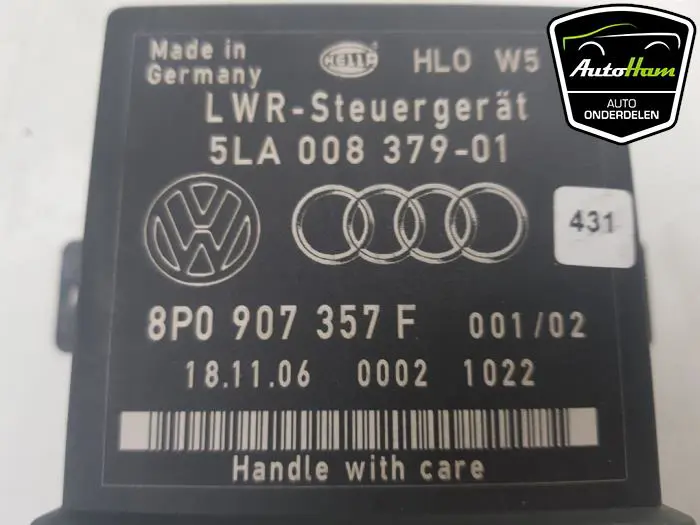 Made in
Germany
HELLA
HLO W5
LWR-Steuergerät
5LA 008 379-01
431
8P0 907 357 F 001/02
18.11.06 0002 1022
Handle with care
AutoHam
AUTO
ONDERDELEN